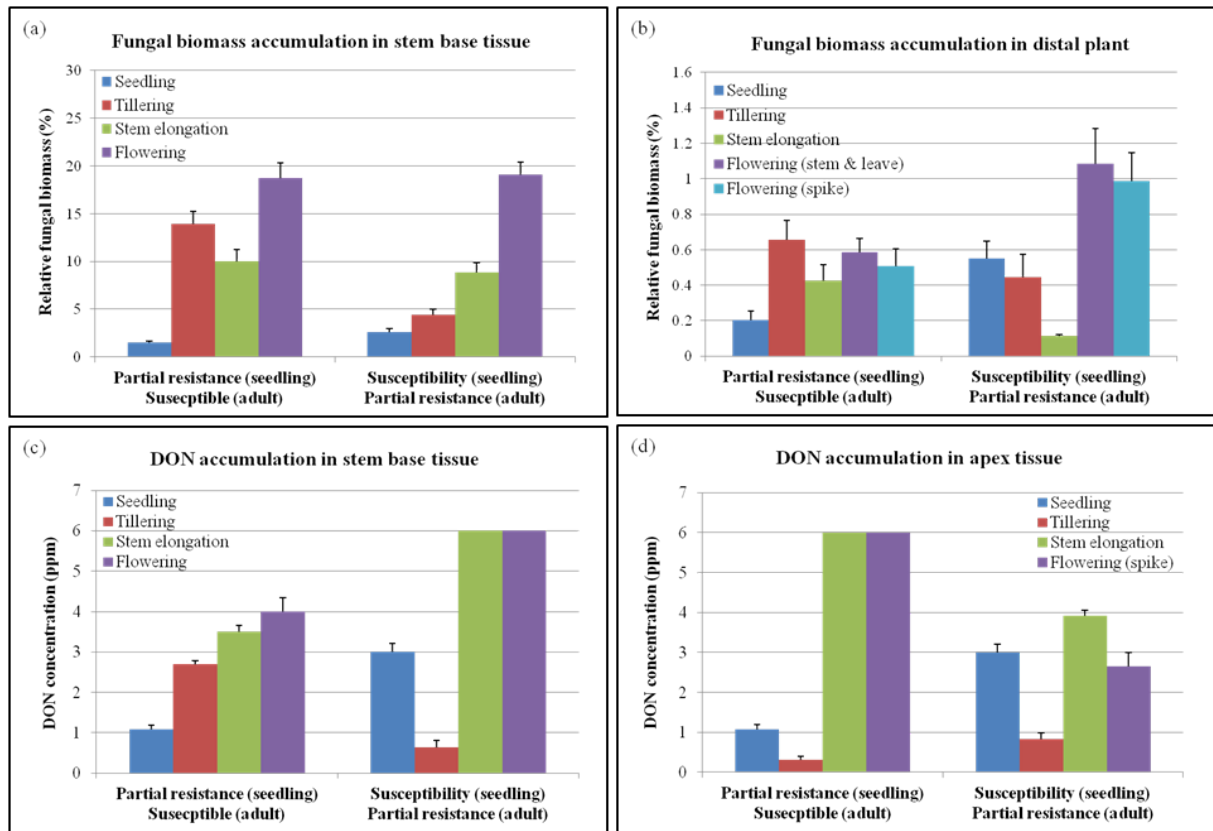 (a)
Fungal biomass accumulation in stem base tissue
30
25
20
15
10
5
0
Relative fungal biomass (%)
Seedling
Tillering
Stem elongation
Flowering
Partial resistance (seedling)
Susecptible (adult)
Susceptibility (seedling)
Partial resistance (adult)
(b)
Fungal biomass accumulation in distal plant
1.6
1.4
1.2
1
0.8
0.6
0.4
0.2
0
Relative fungal biomass (%)
Seedling
Tillering
Stem elongation
Flowering (stem & leave)
Flowering (spike)
Partial resistance (seedling)
Susceptible (adult)
Susceptibility (seedling)
Partial resistance (adult)
(c)
DON accumulation in stem base tissue
7
6
5
4
3
2
1
0
DON concentration (ppm)
Seedling
Tillering
Stem elongation
Flowering
Partial resistance (seedling)
Susceptible (adult)
Susceptibility (seedling)
Partial resistance (adult)
(d)
DON accumulation in apex tissue
7
6
5
4
3
2
1
0
DON concentration (ppm)
Seedling
Tillering
Stem elongation
Flowering (spike)
Partial resistance (seedling)
Susceptible (adult)
Susceptibility (seedling)
Partial resistance (adult)